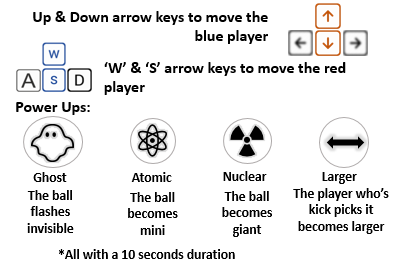 Up & Down arrow keys to move the
blue player
W
A S D
‘W’ & ‘S’ arrow keys to move the red
player
Power Ups:
Ghost
The ball
flashes
invisible
Atomic
The ball
becomes
mini
Nuclear
The ball
becomes
giant
Larger
The player who’s
kick picks it
becomes larger
*All with a 10 seconds duration